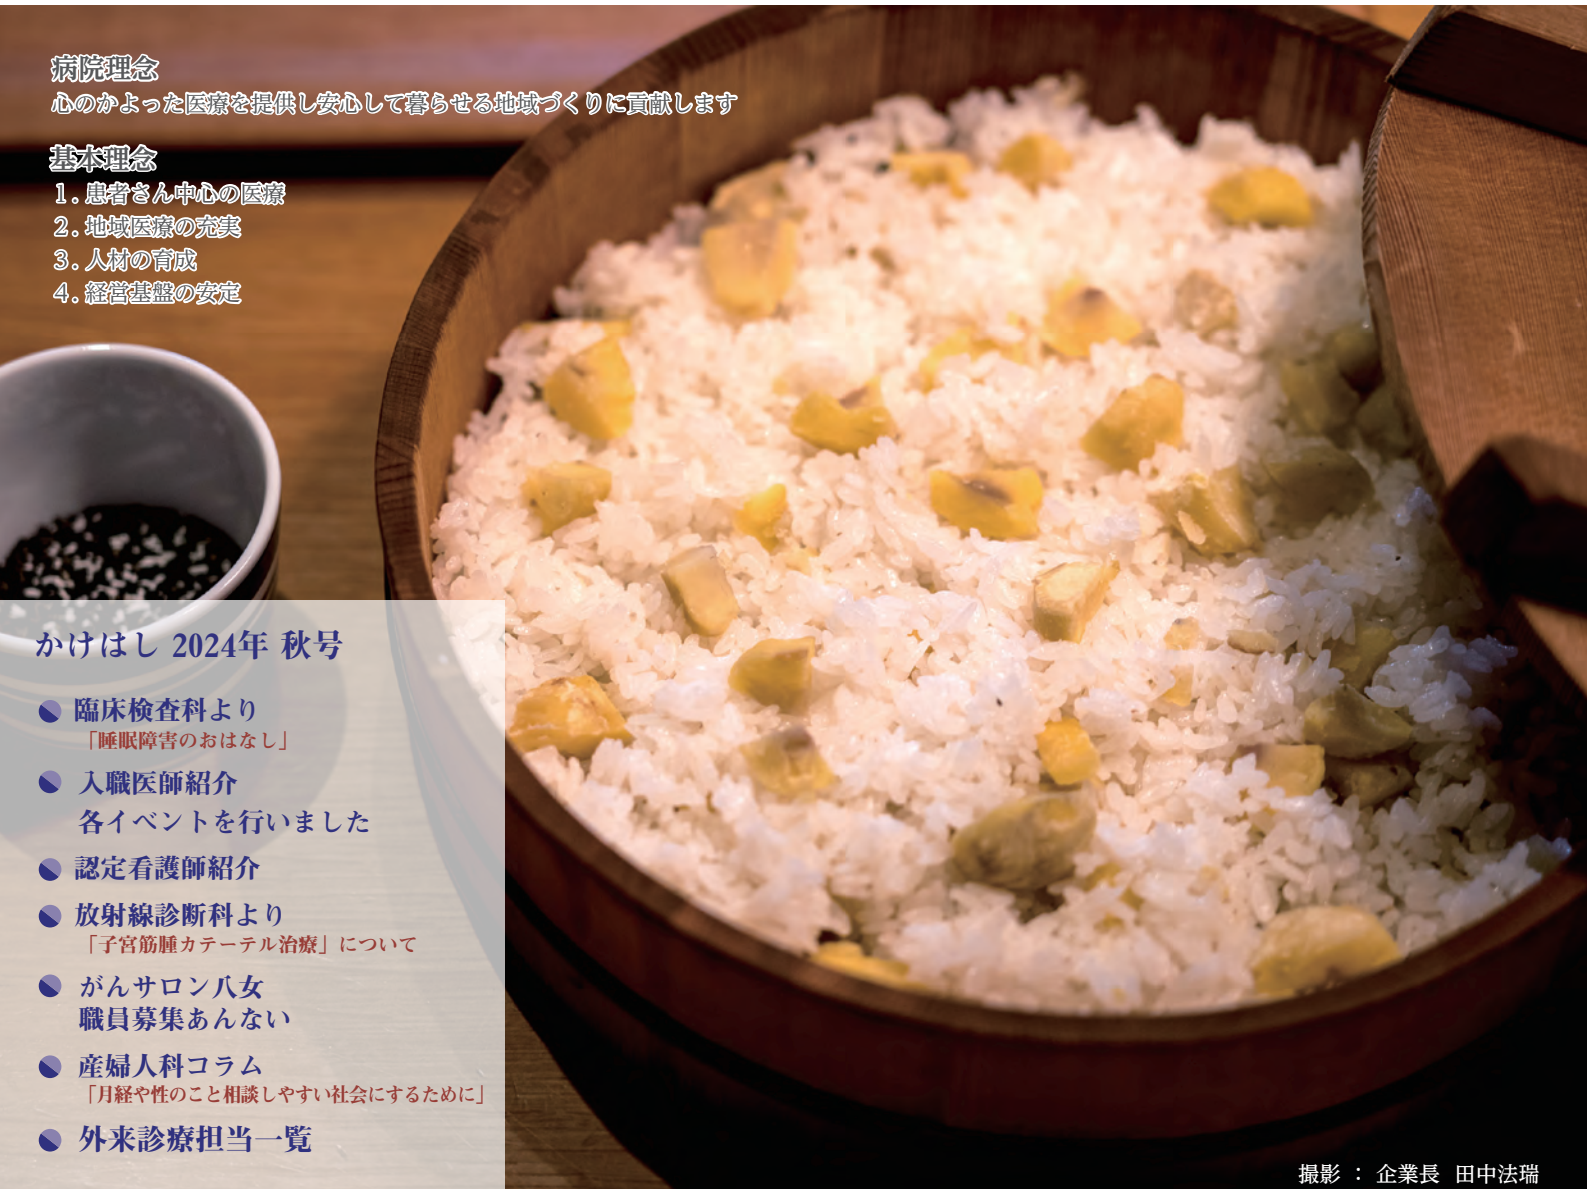 病院理念
心のかよった医療を提供し安心して暮らせる地域づくりに貢献します
基本理念
１．患者さん中心の医療
２．地域医療の充実
３．人材の育成
４．経営基盤の安定
かけはし 2024年 秋号
臨床検査科より
「睡眠障害のおはなし」
入職医師紹介
各イベントを行いました
認定看護師紹介
放射線診断科より
「子宮筋腫カテーテル治療」について
がんサロン八女
職員募集あんない
産婦人科コラム
「月経や性のこと相談しやすい社会にするために」
外来診療担当一覧
撮影 ： 企業長 田中法瑞